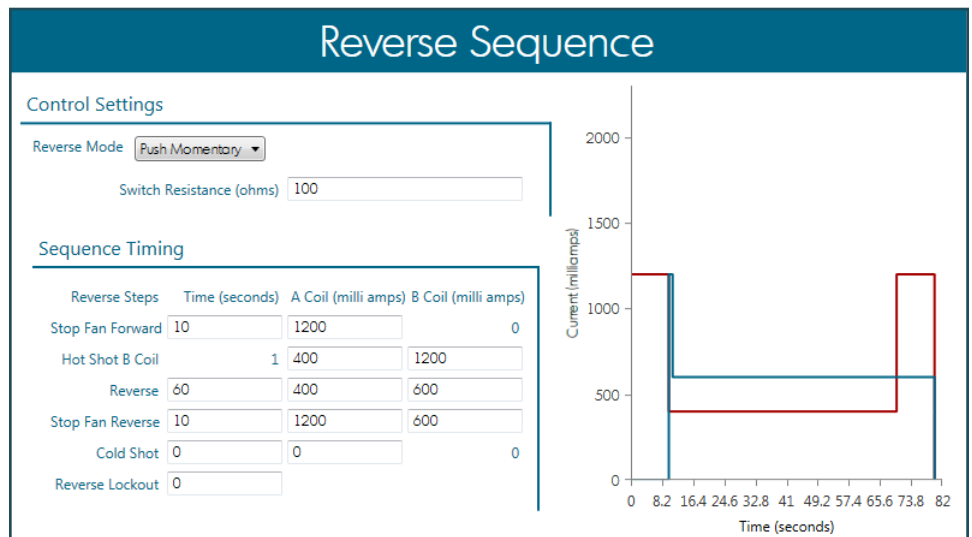 Reverse Sequence
Control Settings
Reverse Mode Push Momentary
Switch Resistance (ohms) 100
Sequence Timing
Reverse Steps Time (seconds) A Coil (milli amps) B Coil (milli amps)
Stop Fan Forward 10 1200 0
Hot Shot B Coil 1 400 1200
Reverse 60 400 600
Stop Fan Reverse 10 1200 600
Cold Shot 0 0 0
Reverse Lockout 0
Current (milliamps)
2000
1500
1000
500
0
0 8.2 16.4 24.6 32.8 41 49.2 57.4 65.6 73.8 82
Time (seconds)